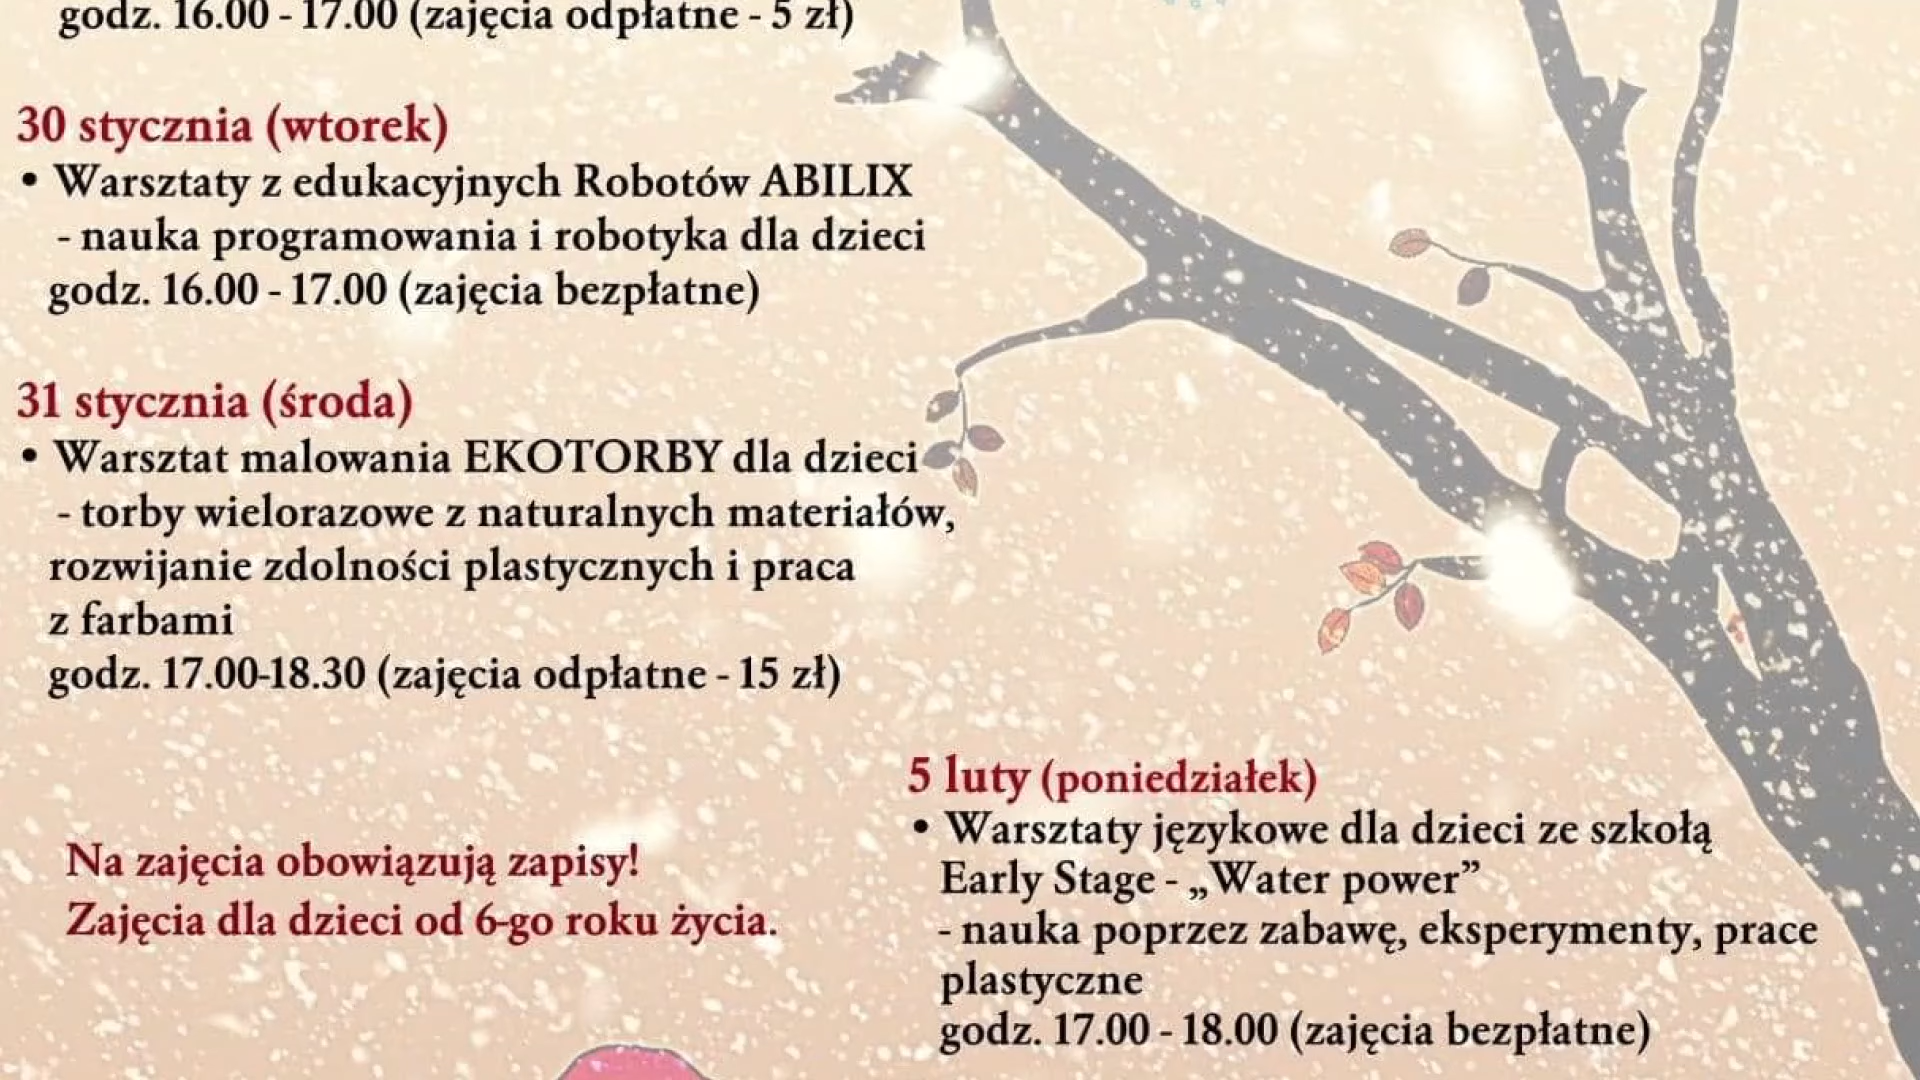 godz. 16.00 - 17.00 (zajęcia odpłatne - 5 zł)
30 stycznia (wtorek)
• Warsztaty z edukacyjnych Robotów ABILIX
- nauka programowania i robotyka dla dzieci
godz. 16.00 - 17.00 (zajęcia bezpłatne)
31 stycznia (środa)
• Warsztat malowania EKOTORBY dla dzieci
- torby wielorazowe z naturalnych materiałów,
rozwijanie zdolności plastycznych i praca
z farbami
godz. 17.00-18.30 (zajęcia odpłatne - 15 zł)
Na zajęcia obowiązują zapisy!
Zajęcia dla dzieci od 6-go roku życia.
5 luty (poniedziałek)
• Warsztaty językowe dla dzieci ze szkołą
Early Stage - „Water power”
- nauka poprzez zabawę, eksperymenty, prace
plastyczne
godz. 17.00 - 18.00 (zajęcia bezpłatne)